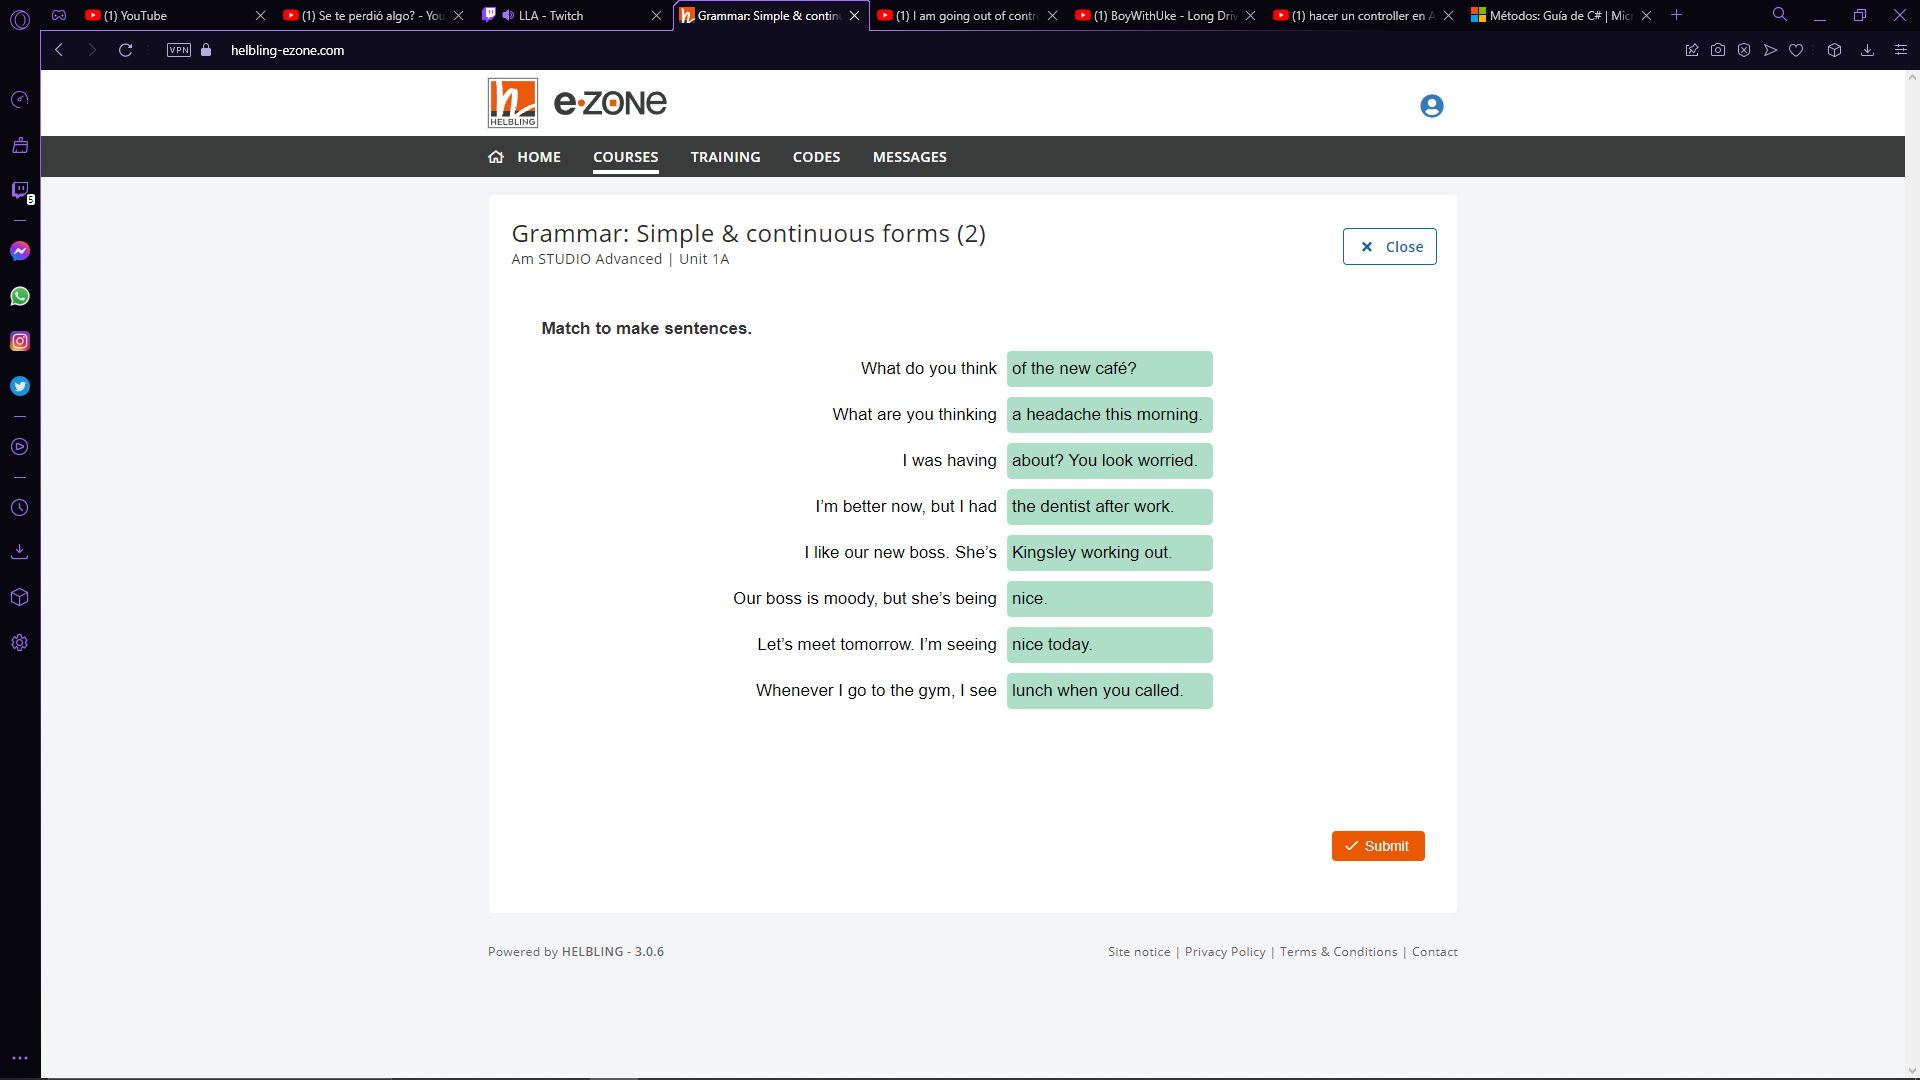 (1) YouTube
(1) Se te perdió algo? - You
LLA - Twitch
Grammar: Simple & contin
(1) I am going out of contro
(1) BoyWithUke - Long Driv
(1) hacer un controller en A
Métodos: Guía de C# | Mic
VPN
helbling-ezone.com
5
HELBLING
e·zone
HOME
COURSES
TRAINING
CODES
MESSAGES
Grammar: Simple & continuous forms (2)
Am STUDIO Advanced | Unit 1A
Close
Match to make sentences.
What do you think of the new café?
What are you thinking a headache this morning.
I was having about? You look worried.
I’m better now, but I had the dentist after work.
I like our new boss. She’s Kingsley working out.
Our boss is moody, but she’s being nice.
Let’s meet tomorrow. I’m seeing nice today.
Whenever I go to the gym, I see lunch when you called.
Submit
Powered by HELBLING - 3.0.6
Site notice | Privacy Policy | Terms & Conditions | Contact